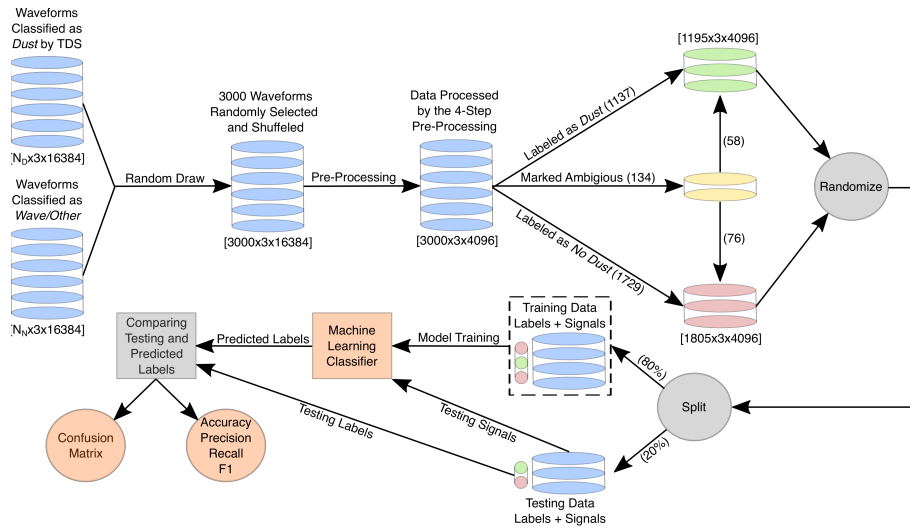 Waveforms
Classified as
Dust by TDS
[N_Dx3x16384]
Waveforms
Classified as
Wave/Other
[N_Nx3x16384]
Random Draw
3000 Waveforms
Randomly Selected
and Shuffeled
[3000x3x16384]
Pre-Processing
Data Processed
by the 4-Step
Pre-Processing
[3000x3x4096]
Labeled as Dust (1137)
Marked Ambigious (134)
Labeled as No Dust (1729)
[1195x3x4096]
(58)
(76)
[1805x3x4096]
Randomize
Split
(80%)
(20%)
Training Data
Labels + Signals
Model Training
Testing Data
Labels + Signals
Testing Signals
Testing Labels
Machine
Learning
Classifier
Predicted Labels
Comparing
Testing and
Predicted
Labels
Confusion
Matrix
Accuracy
Precision
Recall
F1